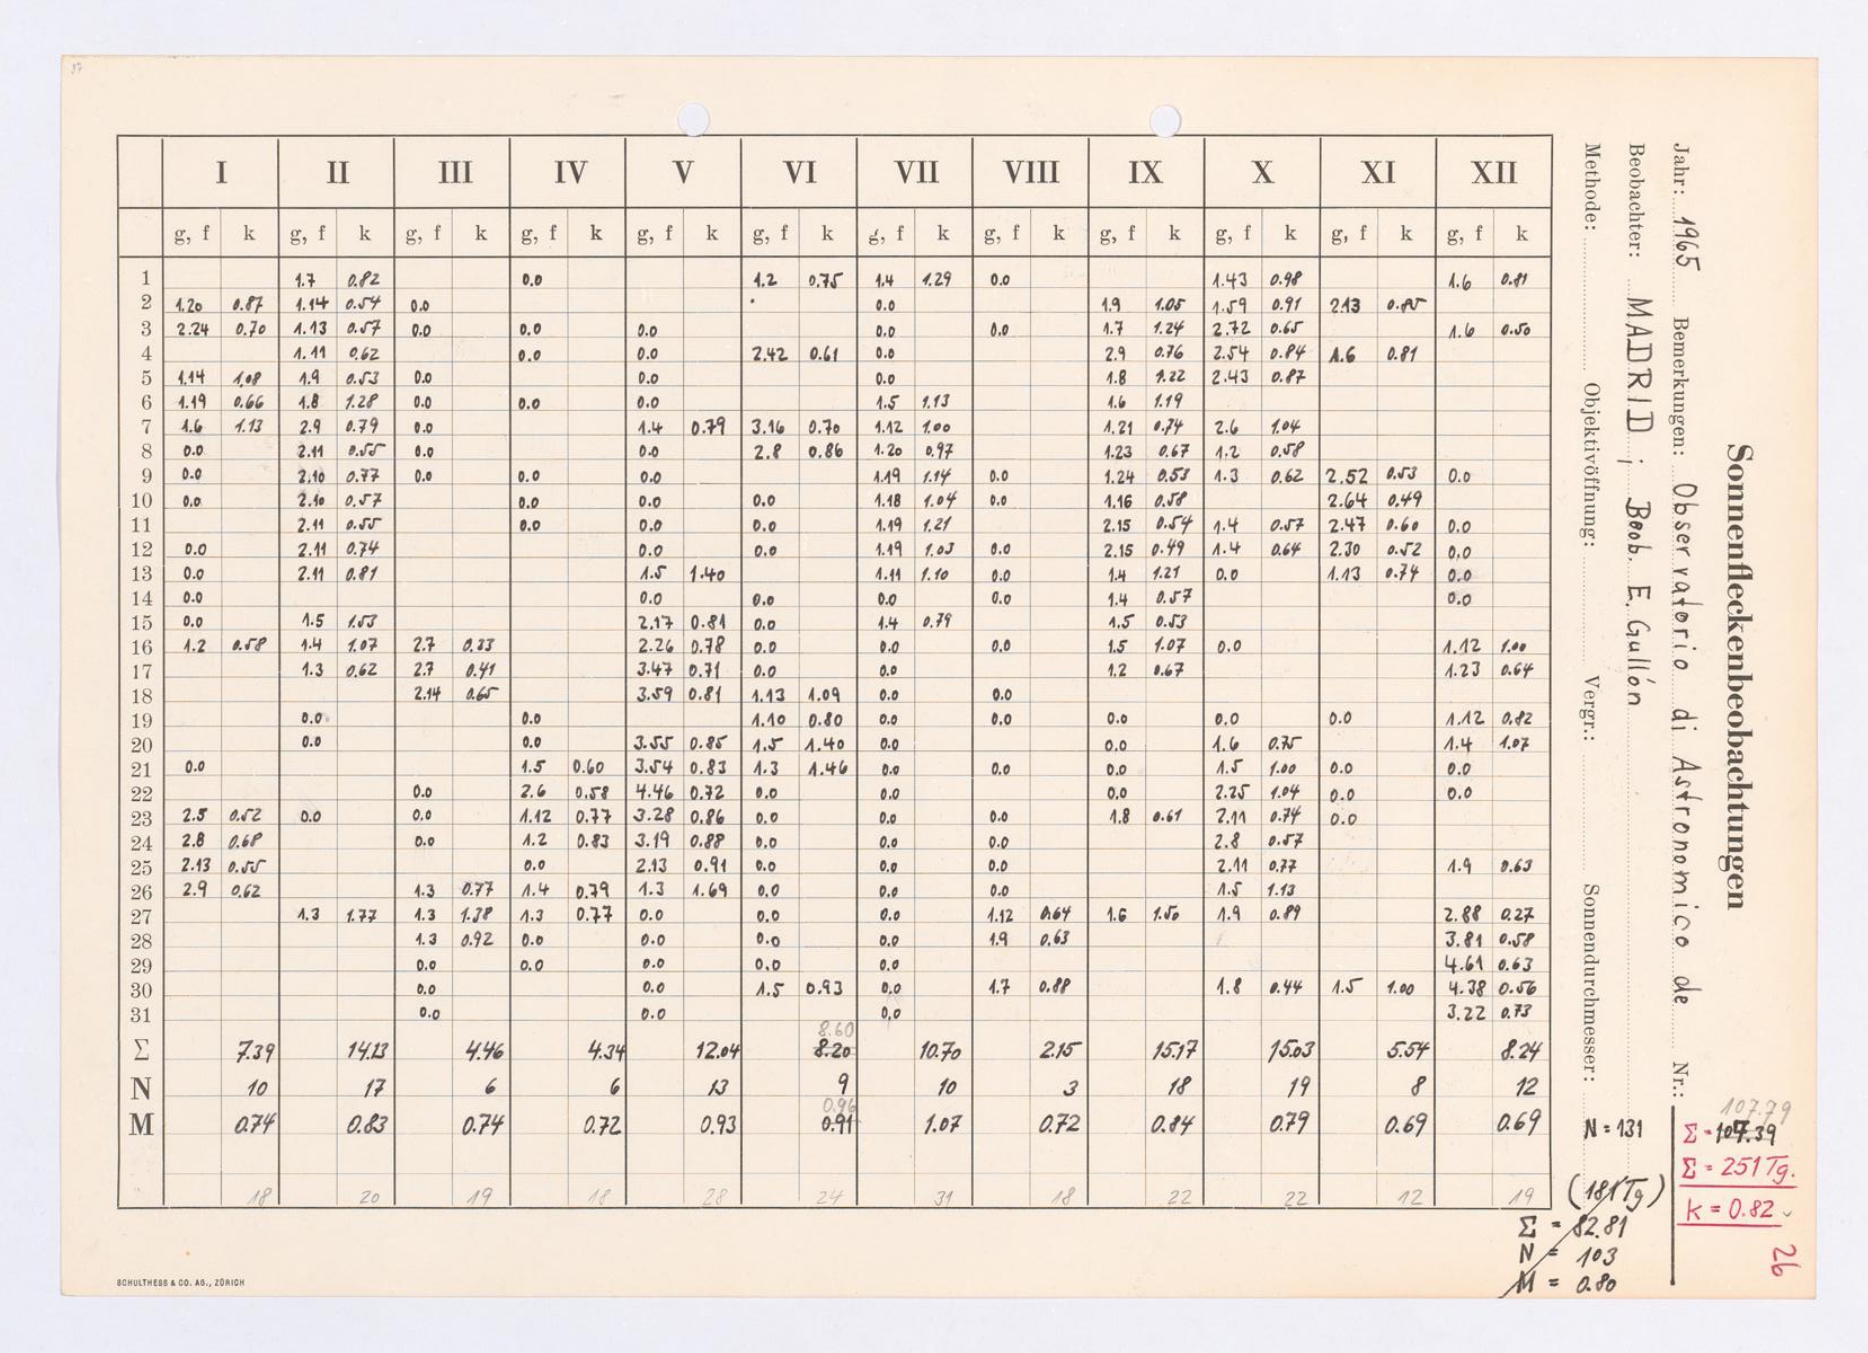 37
I II III IV V VI VII VIII IX X XI XII
g, f k g, f k g, f k g, f k g, f k g, f k g, f k g, f k g, f k g, f k g, f k g, f k
1 1.7 0.82 0.0 1.2 0.75 1.4 1.29 0.0 1.43 0.98 1.6 0.81
2 1.20 0.87 1.14 0.54 0.0 0.0 1.9 1.05 1.59 0.91 2.13 0.85
3 2.24 0.70 1.13 0.57 0.0 0.0 0.0 0.0 0.0 1.7 1.24 2.72 0.65 1.6 0.50
4 1.11 0.62 0.0 0.0 2.42 0.61 0.0 2.9 0.76 2.54 0.84 1.6 0.81
5 1.14 1.08 1.9 0.53 0.0 0.0 0.0 1.8 1.22 2.43 0.87
6 1.19 0.66 1.8 1.28 0.0 0.0 0.0 1.5 1.13 1.6 1.19
7 1.6 1.13 2.9 0.79 0.0 1.4 0.79 3.16 0.70 1.12 1.00 1.21 0.74 2.6 1.04
8 0.0 2.11 0.55 0.0 0.0 2.8 0.86 1.20 0.97 1.23 0.67 1.2 0.58
9 0.0 2.10 0.77 0.0 0.0 0.0 1.19 1.14 0.0 1.24 0.53 1.3 0.62 2.52 0.53 0.0
10 0.0 2.10 0.57 0.0 0.0 0.0 1.18 1.04 0.0 1.16 0.58 2.64 0.49
11 2.11 0.55 0.0 0.0 0.0 1.19 1.21 2.15 0.54 1.4 0.57 2.47 0.60 0.0
12 0.0 2.11 0.74 0.0 0.0 1.19 1.03 0.0 2.15 0.49 1.4 0.64 2.30 0.52 0.0
13 0.0 2.11 0.81 1.5 1.40 1.11 1.10 0.0 1.4 1.21 0.0 1.13 0.74 0.0
14 0.0 0.0 0.0 0.0 0.0 1.4 0.57 0.0
15 0.0 1.5 1.53 2.17 0.81 0.0 1.4 0.79 1.5 0.53
16 1.2 0.58 1.4 1.07 2.7 0.33 2.26 0.78 0.0 0.0 0.0 1.5 1.07 0.0 1.12 1.00
17 1.3 0.62 2.7 0.41 3.47 0.71 0.0 0.0 1.2 0.67 1.23 0.64
18 2.14 0.65 3.59 0.81 1.13 1.09 0.0 0.0
19 0.0 0.0 1.10 0.80 0.0 0.0 0.0 0.0 0.0 1.12 0.82
20 0.0 0.0 3.55 0.85 1.5 1.40 0.0 0.0 1.6 0.75 1.4 1.07
21 0.0 1.5 0.60 3.54 0.83 1.3 1.46 0.0 0.0 0.0 1.5 1.00 0.0 0.0
22 0.0 2.6 0.58 4.46 0.72 0.0 0.0 0.0 2.25 1.04 0.0 0.0
23 2.5 0.52 0.0 0.0 1.12 0.77 3.28 0.86 0.0 0.0 0.0 1.8 0.61 2.11 0.74 0.0
24 2.8 0.68 0.0 1.2 0.83 3.19 0.88 0.0 0.0 0.0 2.8 0.57
25 2.13 0.55 0.0 2.13 0.91 0.0 0.0 0.0 2.11 0.77 1.9 0.63
26 2.9 0.62 1.3 0.77 1.4 0.79 1.3 1.69 0.0 0.0 0.0 1.5 1.13
27 1.3 1.77 1.3 1.38 1.3 0.77 0.0 0.0 0.0 1.12 0.64 1.6 1.50 1.9 0.89 2.88 0.27
28 1.3 0.92 0.0 0.0 0.0 0.0 1.9 0.63 3.81 0.58
29 0.0 0.0 0.0 0.0 0.0 4.61 0.63
30 0.0 0.0 1.5 0.93 0.0 1.7 0.88 1.8 0.44 1.5 1.00 4.38 0.56
31 0.0 0.0 0.0 3.22 0.73
8.60
Σ 7.39 14.13 4.46 4.34 12.04 8.20 10.70 2.15 15.17 15.03 5.54 8.24
N 10 17 6 6 13 9 10 3 18 19 8 12
0.96
M 0.74 0.83 0.74 0.72 0.93 0.91 1.07 0.72 0.84 0.79 0.69 0.69
18 20 19 18 28 24 31 18 22 22 12 19
SCHULTHESS & CO. AG., ZÜRICH
Sonnenfleckenbeobachtungen
Jahr: 1965 Bemerkungen: Observatorio di Astronomico de Nr.:
Beobachter: MADRID ; Beob. E. Gullón
Methode: Objektivöffnung: Vergr.: Sonnendurchmesser:
N = 131
(181 Tg)
Σ = 82.81
N = 103
M = 0.80
107.79
Σ = 107.39
Σ = 251 Tg.
k = 0.82
26